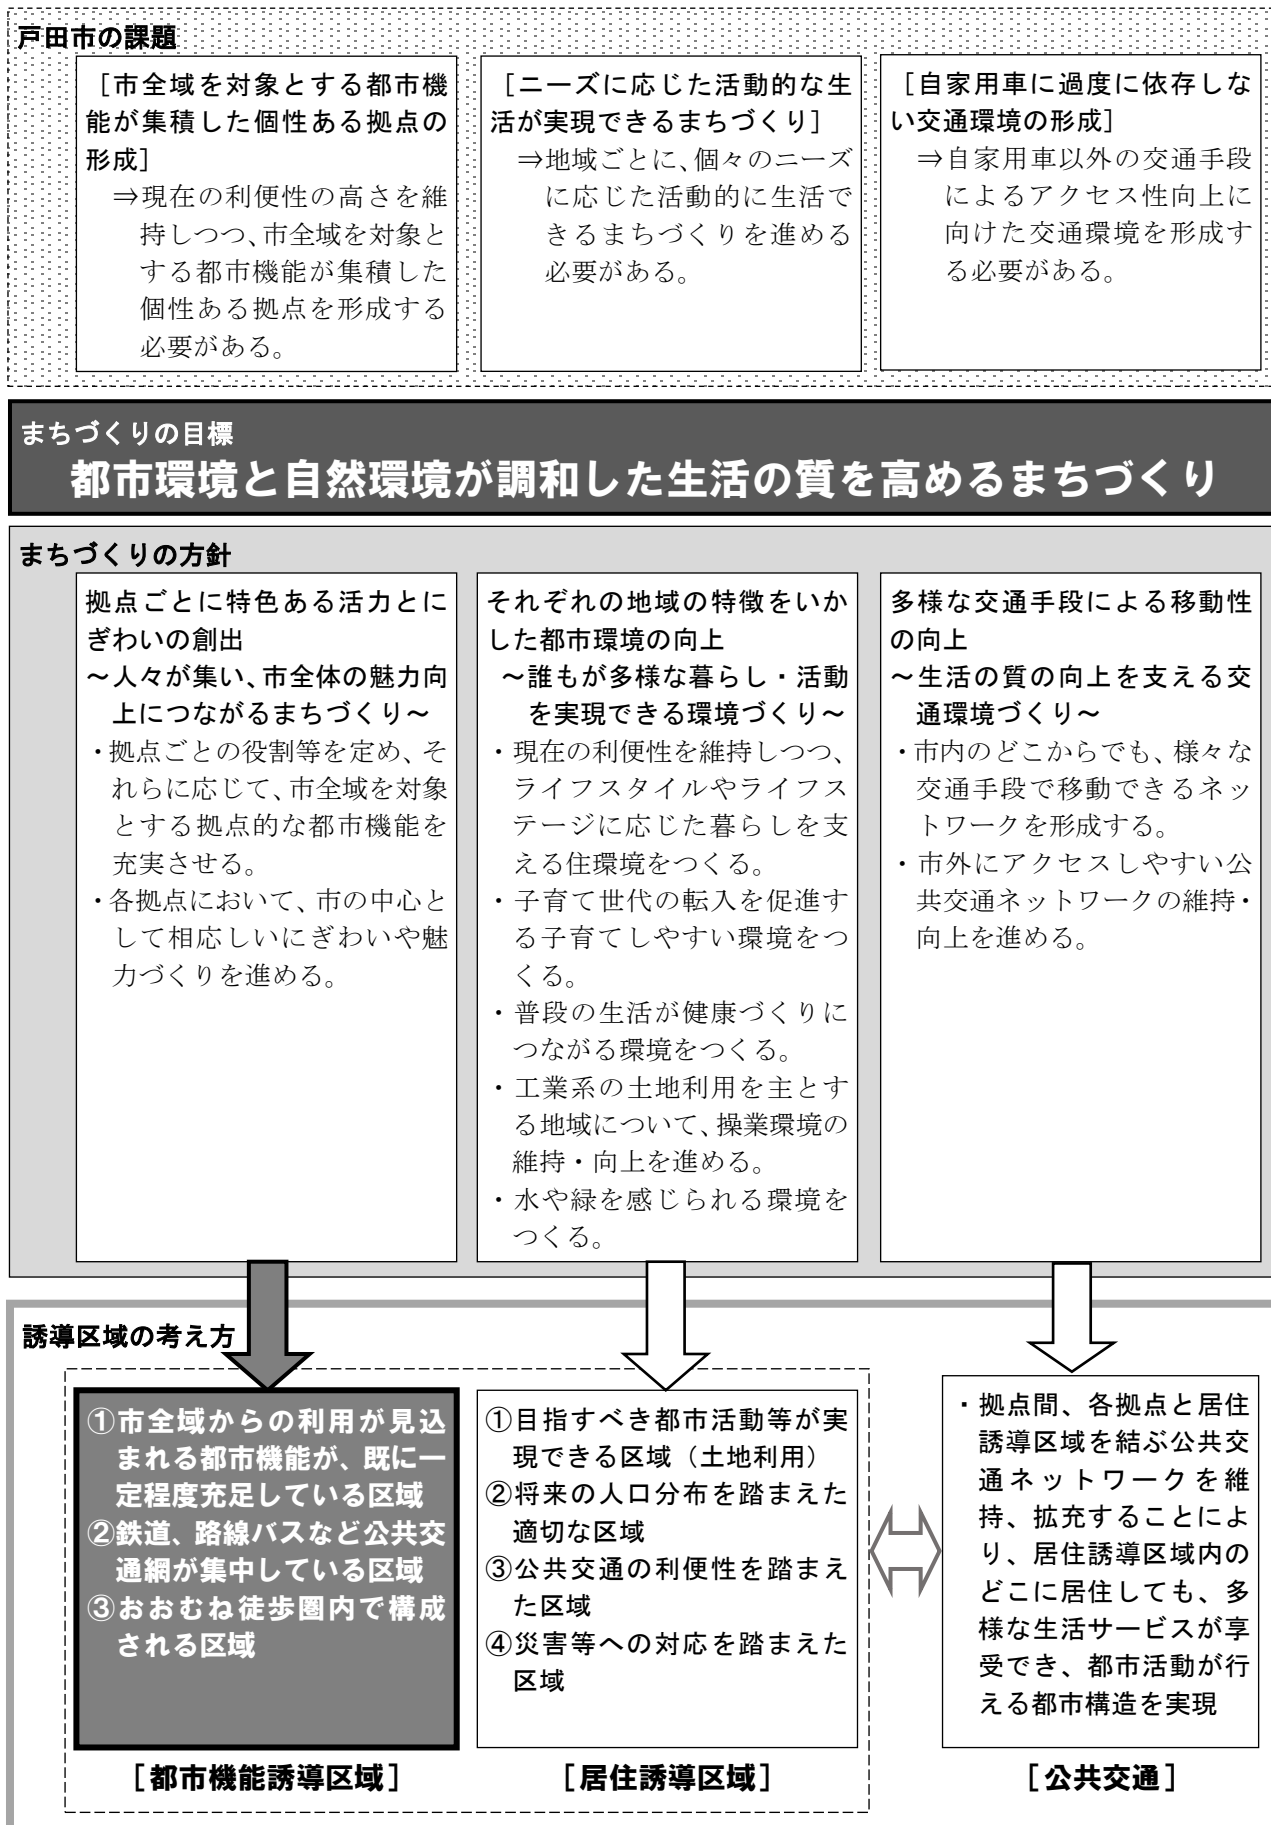 戸田市の課題
［市全域を対象とする都市機
能が集積した個性ある拠点の
形成］
⇒現在の利便性の高さを維
持しつつ、市全域を対象と
する都市機能が集積した
個性ある拠点を形成する
必要がある。
［ニーズに応じた活動的な生
活が実現できるまちづくり］
⇒地域ごとに、個々のニーズ
に応じた活動的に生活で
きるまちづくりを進める
必要がある。
［自家用車に過度に依存しな
い交通環境の形成］
⇒自家用車以外の交通手段
によるアクセス性向上に
向けた交通環境を形成す
る必要がある。
まちづくりの目標
都市環境と自然環境が調和した生活の質を高めるまちづくり
まちづくりの方針
拠点ごとに特色ある活力とに
ぎわいの創出
～人々が集い、市全体の魅力向
上につながるまちづくり～
・拠点ごとの役割等を定め、そ
れらに応じて、市全域を対象
とする拠点的な都市機能を
充実させる。
・各拠点において、市の中心と
して相応しいにぎわいや魅
力づくりを進める。
それぞれの地域の特徴をいか
した都市環境の向上
～誰もが多様な暮らし・活動
を実現できる環境づくり～
・現在の利便性を維持しつつ、
ライフスタイルやライフス
テージに応じた暮らしを支
える住環境をつくる。
・子育て世代の転入を促進す
る子育てしやすい環境をつ
くる。
・普段の生活が健康づくりに
つながる環境をつくる。
・工業系の土地利用を主とす
る地域について、操業環境の
維持・向上を進める。
・水や緑を感じられる環境を
つくる。
多様な交通手段による移動性
の向上
～生活の質の向上を支える交
通環境づくり～
・市内のどこからでも、様々な
交通手段で移動できるネッ
トワークを形成する。
・市外にアクセスしやすい公
共交通ネットワークの維持・
向上を進める。
誘導区域の考え方
①市全域からの利用が見込
まれる都市機能が、既に一
定程度充足している区域
②鉄道、路線バスなど公共交
通網が集中している区域
③おおむね徒歩圏内で構成
される区域
［都市機能誘導区域］
①目指すべき都市活動等が実
現できる区域（土地利用）
②将来の人口分布を踏まえた
適切な区域
③公共交通の利便性を踏まえ
た区域
④災害等への対応を踏まえた
区域
［居住誘導区域］
・拠点間、各拠点と居住
誘導区域を結ぶ公共交
通ネットワークを維
持、拡充することによ
り、居住誘導区域内の
どこに居住しても、多
様な生活サービスが享
受でき、都市活動が行
える都市構造を実現
［公共交通］